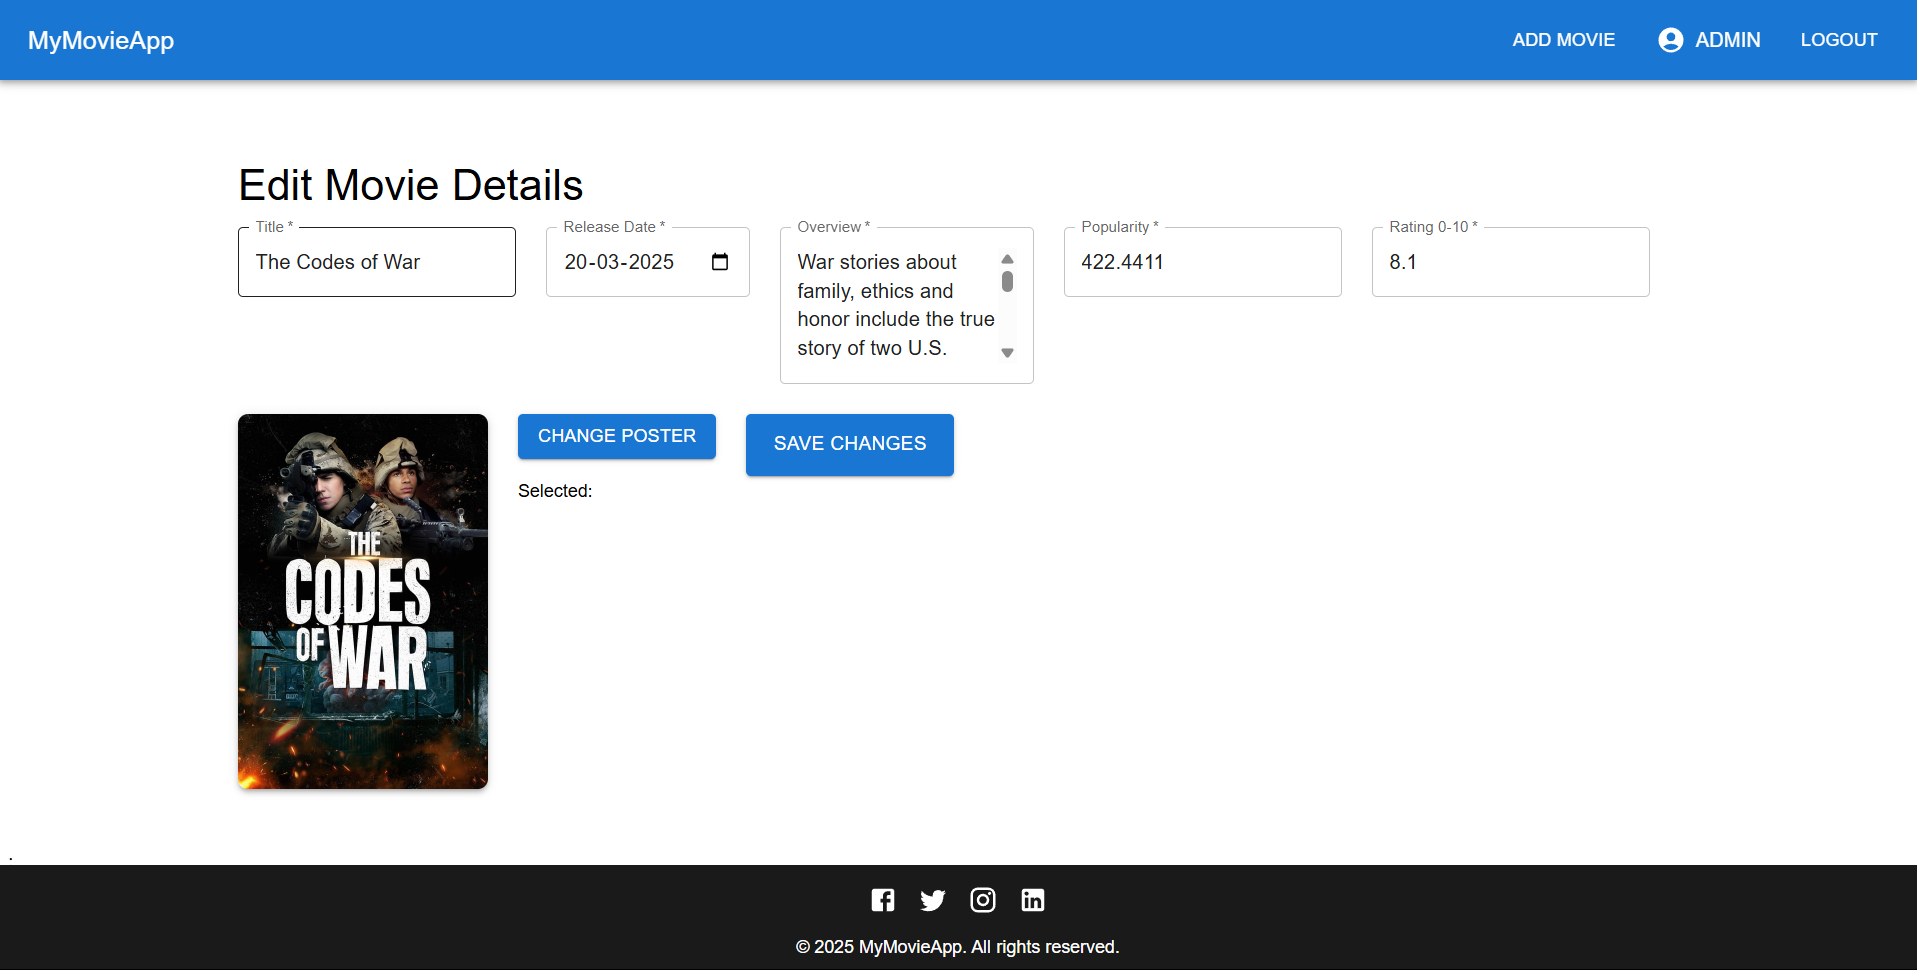 MyMovieApp
ADD MOVIE
ADMIN
LOGOUT
Edit Movie Details
Title *
The Codes of War
Release Date *
20-03-2025
Overview *
War stories about
family, ethics and
honor include the true
story of two U.S.
Popularity *
422.4411
Rating 0-10 *
8.1
THE
CODES
OF WAR
CHANGE POSTER
SAVE CHANGES
Selected:
.
© 2025 MyMovieApp. All rights reserved.